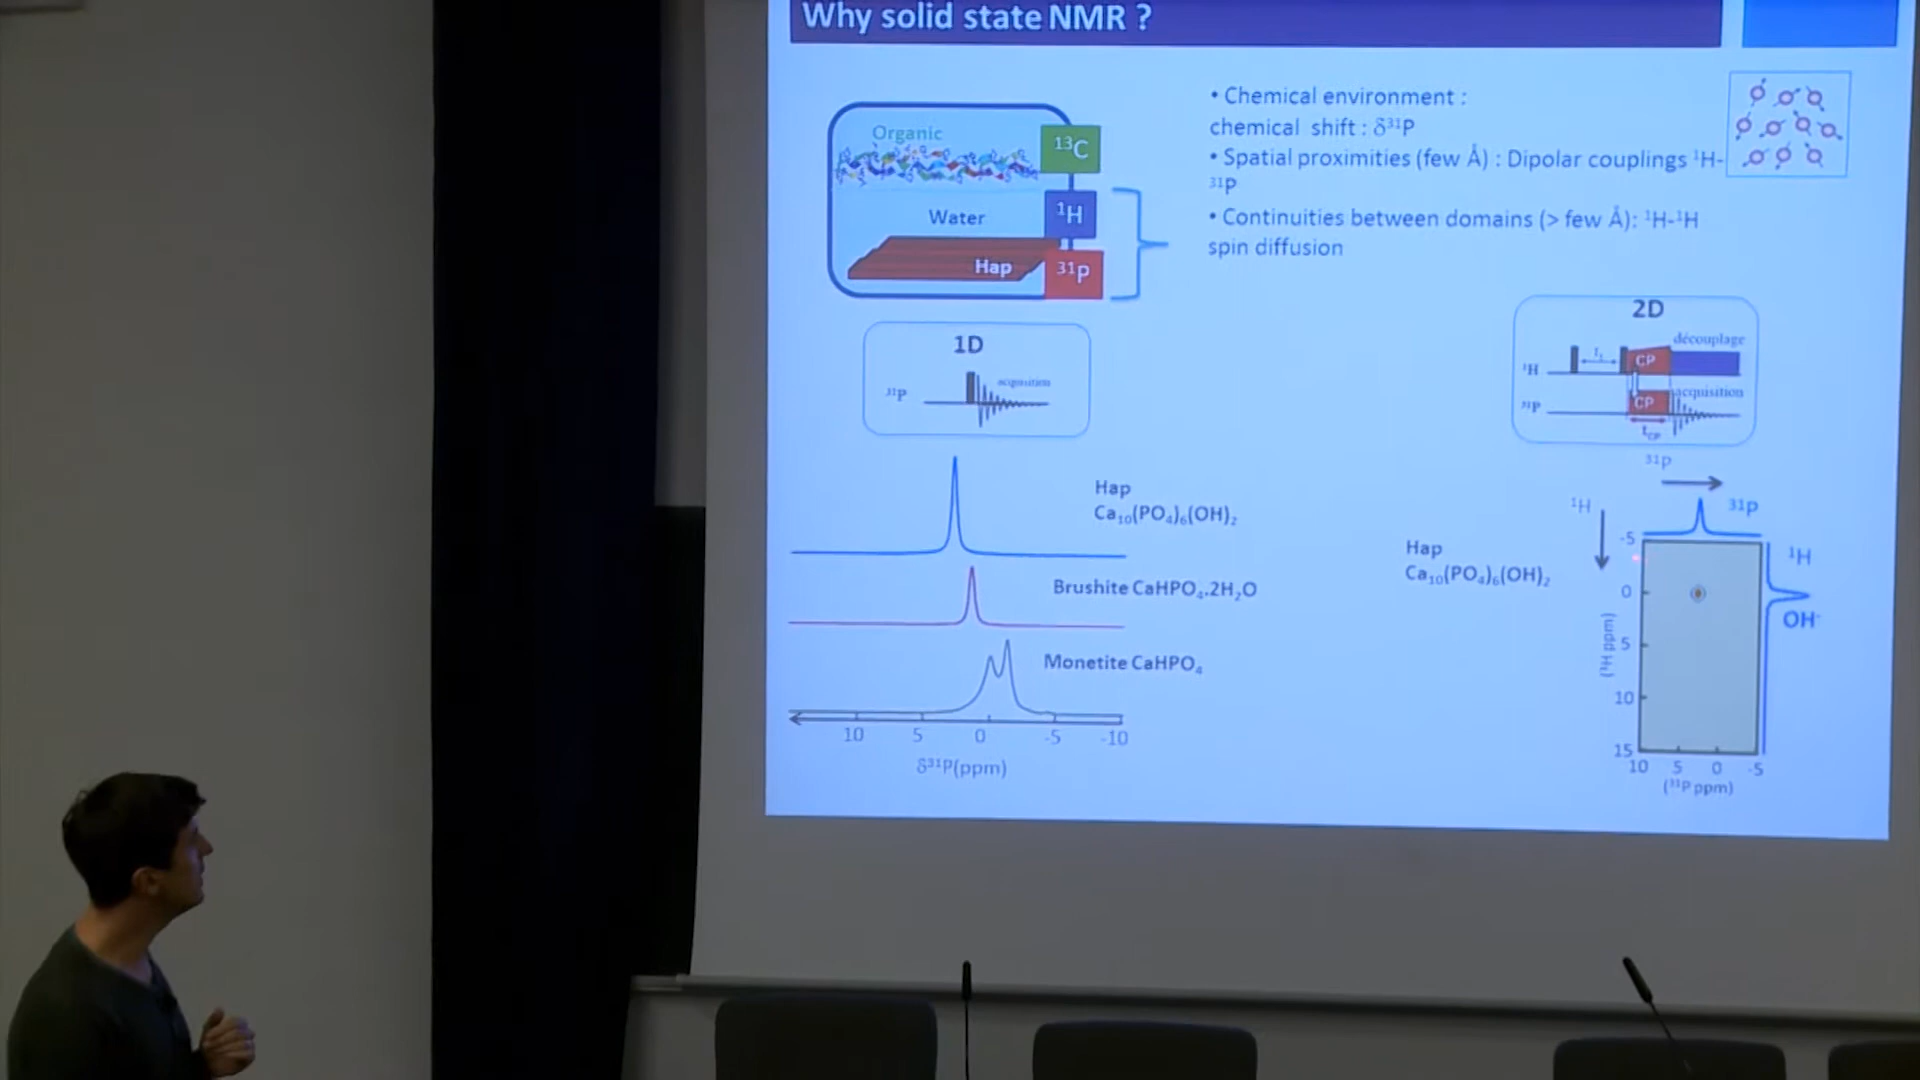 Why solid state NMR ?
Organic
¹³C
Water
¹H
Hap
³¹P
• Chemical environment :
chemical shift : δ³¹P
• Spatial proximities (few Å) : Dipolar couplings ¹H-
³¹P
• Continuities between domains (> few Å): ¹H-¹H
spin diffusion
1D
³¹P
acquisition
Hap
Ca₁₀(PO₄)₆(OH)₂
Brushite CaHPO₄.2H₂O
Monetite CaHPO₄
10 5 0 -5 -10
δ³¹P(ppm)
2D
découplage
¹H
t₁
CP
acquisition
³¹P
CP
t_CP
³¹P
¹H
³¹P
Hap
Ca₁₀(PO₄)₆(OH)₂
¹H
OH⁻
-5
0
5
10
15
(¹H ppm)
10 5 0 -5
(³¹P ppm)